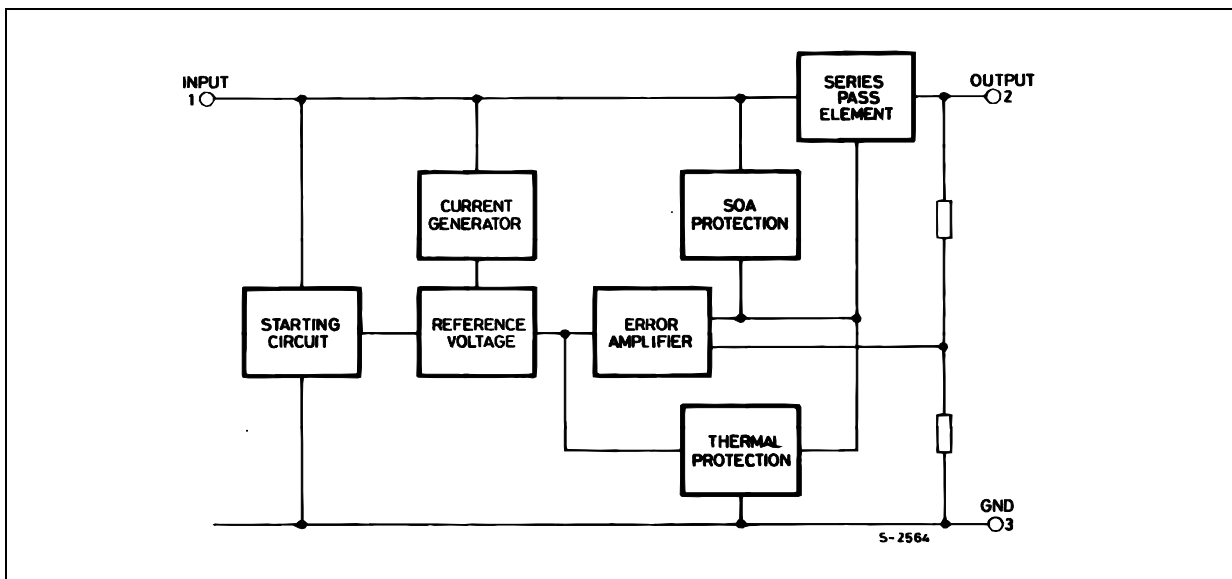 INPUT
1
SERIES
PASS
ELEMENT
OUTPUT
2
CURRENT
GENERATOR
SOA
PROTECTION
STARTING
CIRCUIT
REFERENCE
VOLTAGE
ERROR
AMPLIFIER
THERMAL
PROTECTION
GND
3
S-2564